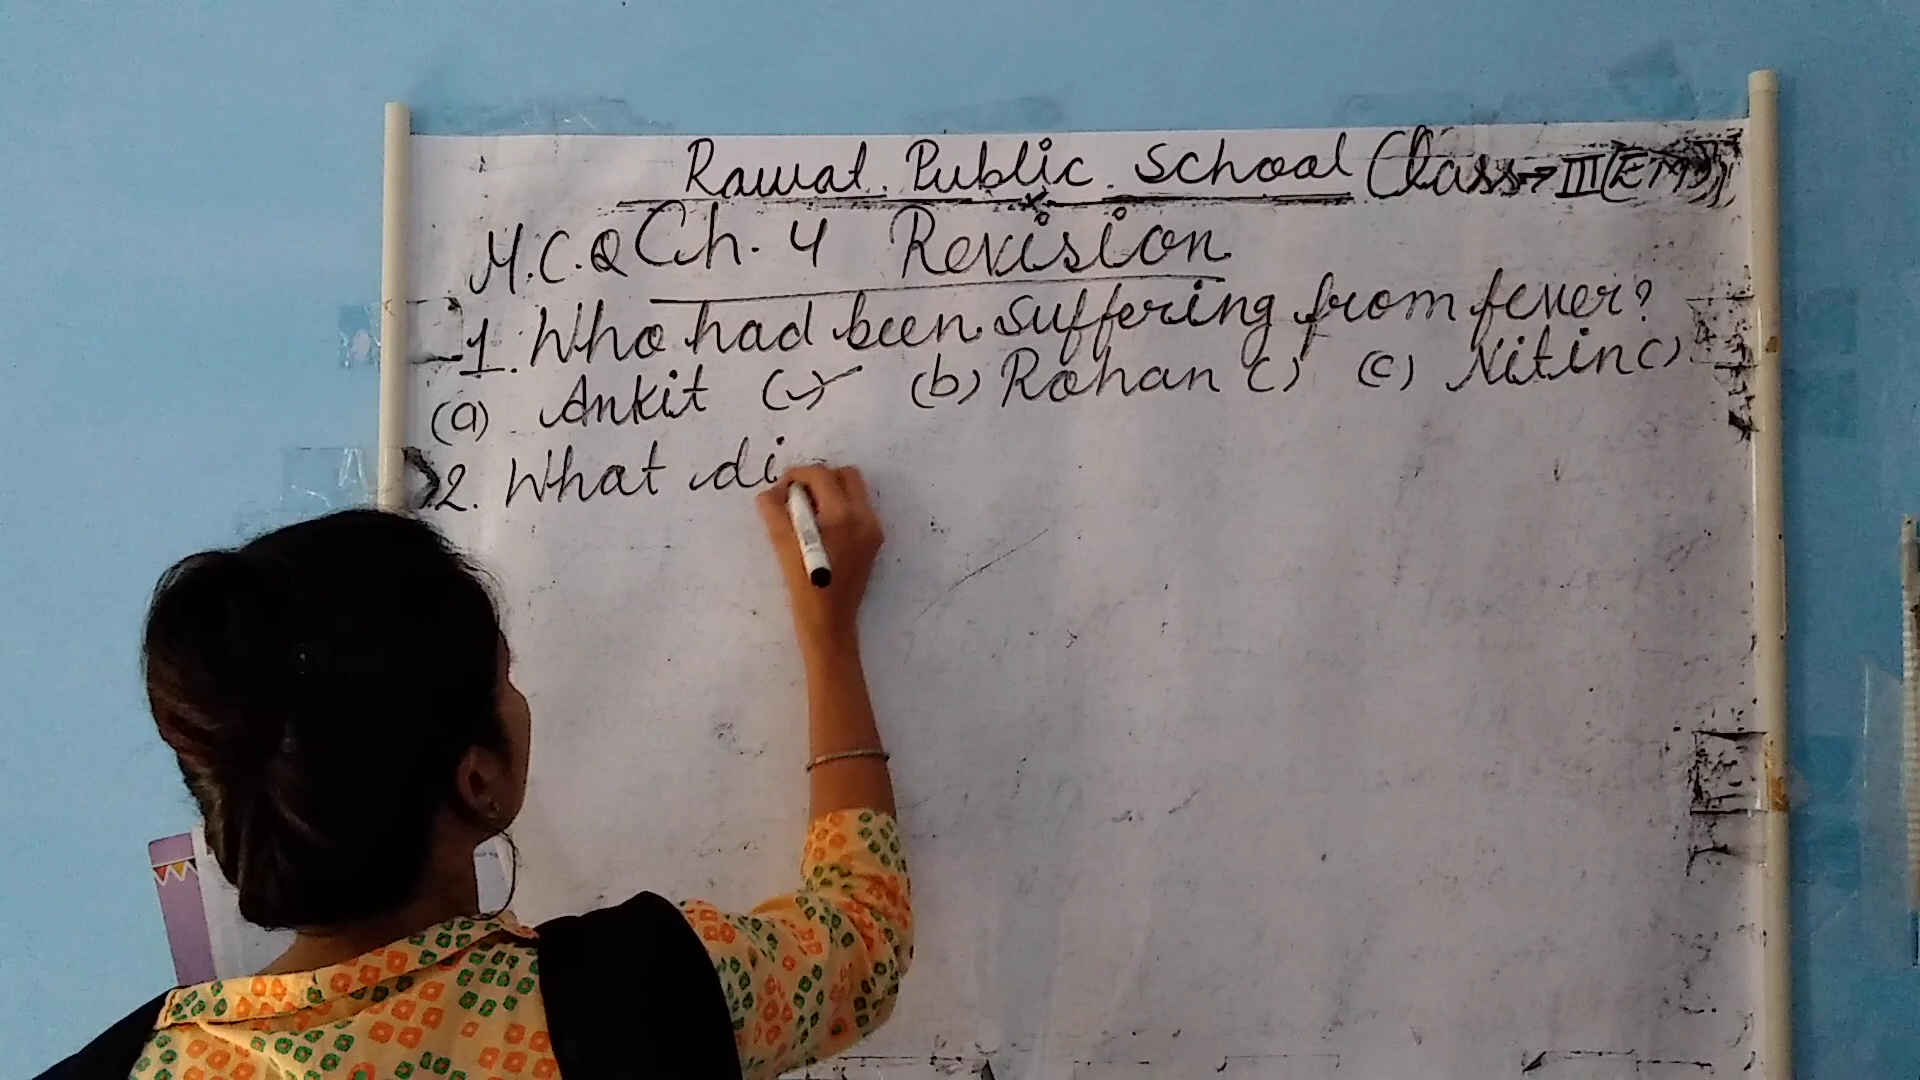 Rawat Public School Class→III(EM)
M.C.Q Ch. 4 Revision
1. Who had been suffering from fever?
(a) Ankit (✓) (b) Rohan ( ) (c) Nitin ( )
2. What di